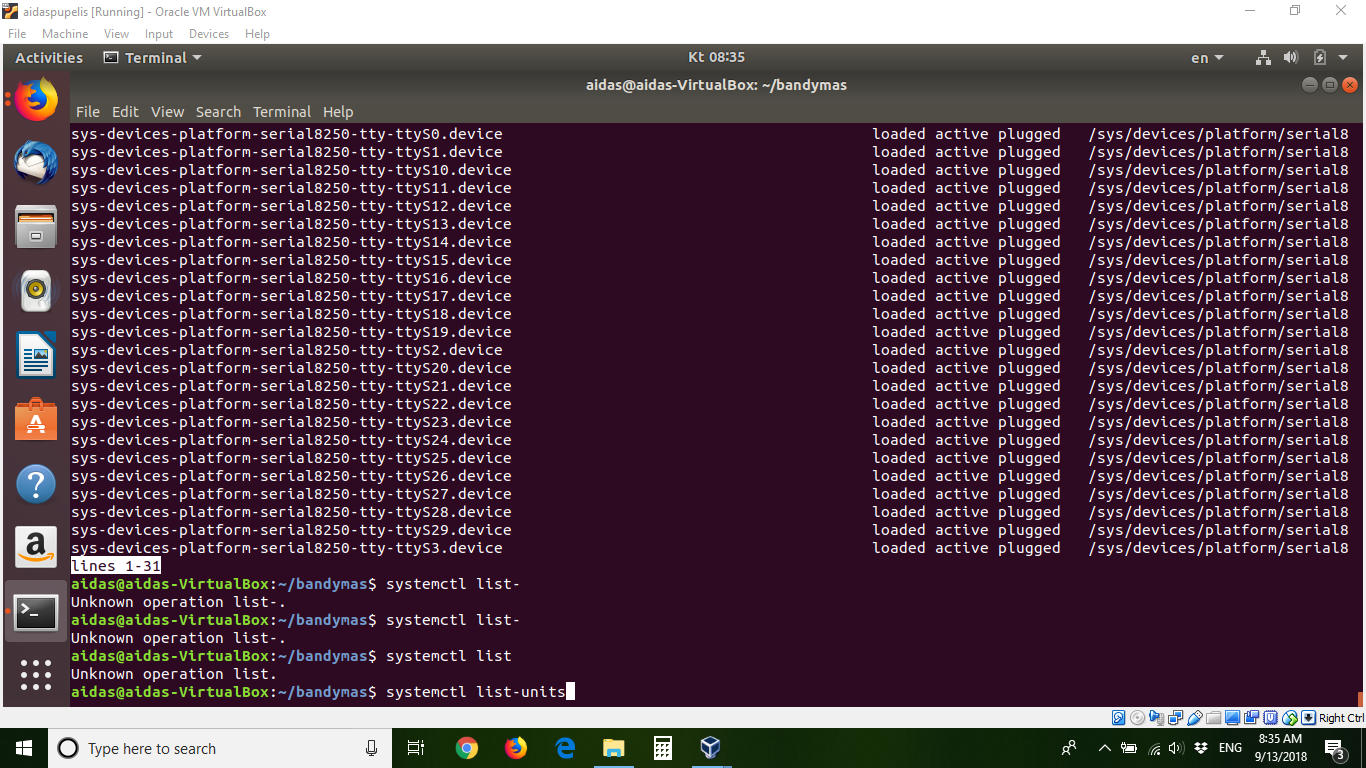 aidaspupelis [Running] - Oracle VM VirtualBox
File Machine View Input Devices Help
Activities Terminal Kt 08:35 en
aidas@aidas-VirtualBox: ~/bandymas
File Edit View Search Terminal Help
sys-devices-platform-serial8250-tty-ttyS0.device loaded active plugged /sys/devices/platform/serial8
sys-devices-platform-serial8250-tty-ttyS1.device loaded active plugged /sys/devices/platform/serial8
sys-devices-platform-serial8250-tty-ttyS10.device loaded active plugged /sys/devices/platform/serial8
sys-devices-platform-serial8250-tty-ttyS11.device loaded active plugged /sys/devices/platform/serial8
sys-devices-platform-serial8250-tty-ttyS12.device loaded active plugged /sys/devices/platform/serial8
sys-devices-platform-serial8250-tty-ttyS13.device loaded active plugged /sys/devices/platform/serial8
sys-devices-platform-serial8250-tty-ttyS14.device loaded active plugged /sys/devices/platform/serial8
sys-devices-platform-serial8250-tty-ttyS15.device loaded active plugged /sys/devices/platform/serial8
sys-devices-platform-serial8250-tty-ttyS16.device loaded active plugged /sys/devices/platform/serial8
sys-devices-platform-serial8250-tty-ttyS17.device loaded active plugged /sys/devices/platform/serial8
sys-devices-platform-serial8250-tty-ttyS18.device loaded active plugged /sys/devices/platform/serial8
sys-devices-platform-serial8250-tty-ttyS19.device loaded active plugged /sys/devices/platform/serial8
sys-devices-platform-serial8250-tty-ttyS2.device loaded active plugged /sys/devices/platform/serial8
sys-devices-platform-serial8250-tty-ttyS20.device loaded active plugged /sys/devices/platform/serial8
sys-devices-platform-serial8250-tty-ttyS21.device loaded active plugged /sys/devices/platform/serial8
sys-devices-platform-serial8250-tty-ttyS22.device loaded active plugged /sys/devices/platform/serial8
sys-devices-platform-serial8250-tty-ttyS23.device loaded active plugged /sys/devices/platform/serial8
sys-devices-platform-serial8250-tty-ttyS24.device loaded active plugged /sys/devices/platform/serial8
sys-devices-platform-serial8250-tty-ttyS25.device loaded active plugged /sys/devices/platform/serial8
sys-devices-platform-serial8250-tty-ttyS26.device loaded active plugged /sys/devices/platform/serial8
sys-devices-platform-serial8250-tty-ttyS27.device loaded active plugged /sys/devices/platform/serial8
sys-devices-platform-serial8250-tty-ttyS28.device loaded active plugged /sys/devices/platform/serial8
sys-devices-platform-serial8250-tty-ttyS29.device loaded active plugged /sys/devices/platform/serial8
sys-devices-platform-serial8250-tty-ttyS3.device loaded active plugged /sys/devices/platform/serial8
lines 1-31
aidas@aidas-VirtualBox:~/bandymas$ systemctl list-
Unknown operation list-.
aidas@aidas-VirtualBox:~/bandymas$ systemctl list-
Unknown operation list-.
aidas@aidas-VirtualBox:~/bandymas$ systemctl list
Unknown operation list.
aidas@aidas-VirtualBox:~/bandymas$ systemctl list-units
Right Ctrl
Type here to search
ENG
8:35 AM
9/13/2018
3